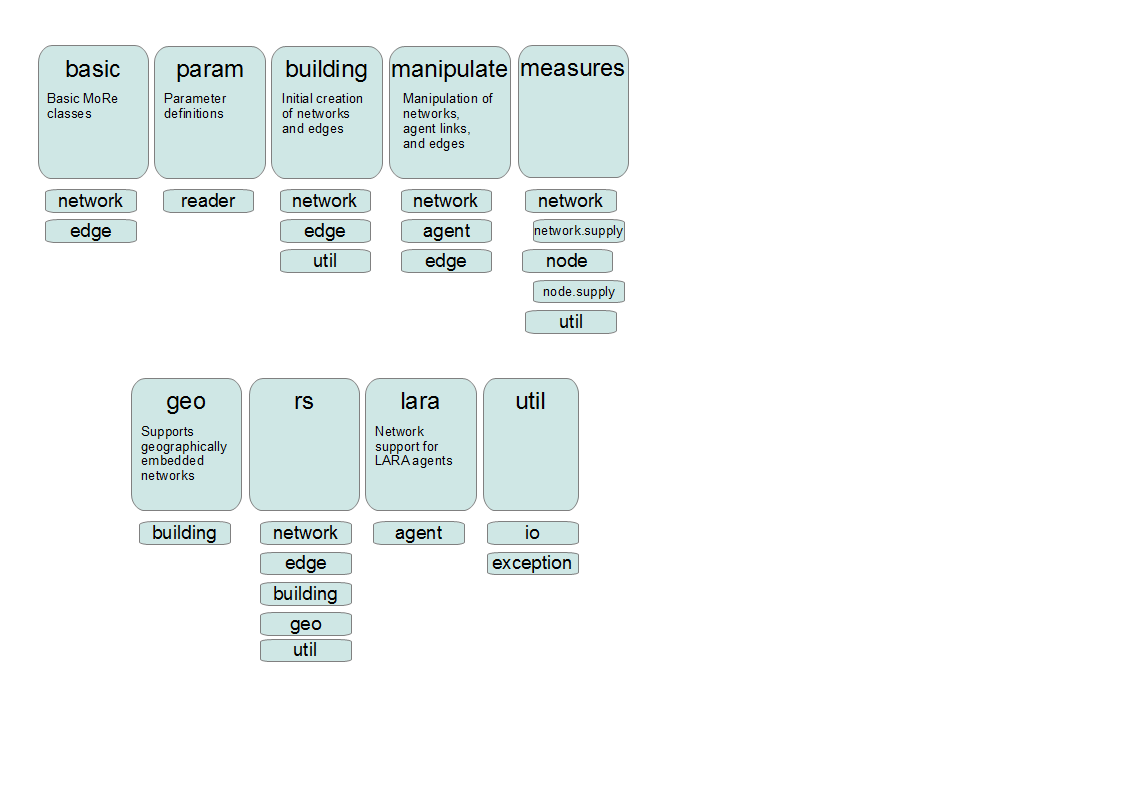 basic
Basic MoRe
classes
network
edge
param
Parameter
definitions
reader
building
Initial creation
of networks
and edges
network
edge
util
manipulate
Manipulation of
networks,
agent links,
and edges
network
agent
edge
measures
network
network.supply
node
node.supply
util
geo
Supports
geographically
embedded
networks
building
rs
network
edge
building
geo
util
lara
Network
support for
LARA agents
agent
util
io
exception